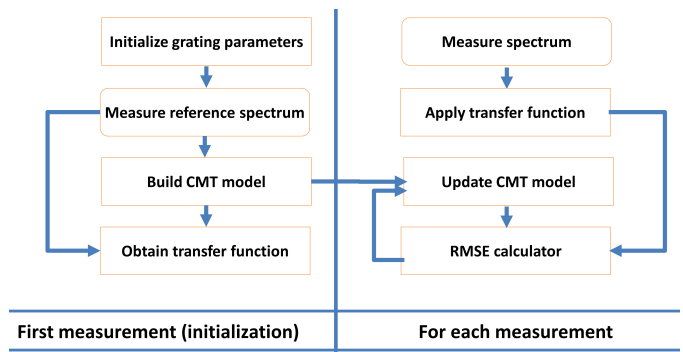 Initialize grating parameters
Measure reference spectrum
Build CMT model
Obtain transfer function
First measurement (initialization)
Measure spectrum
Apply transfer function
Update CMT model
RMSE calculator
For each measurement